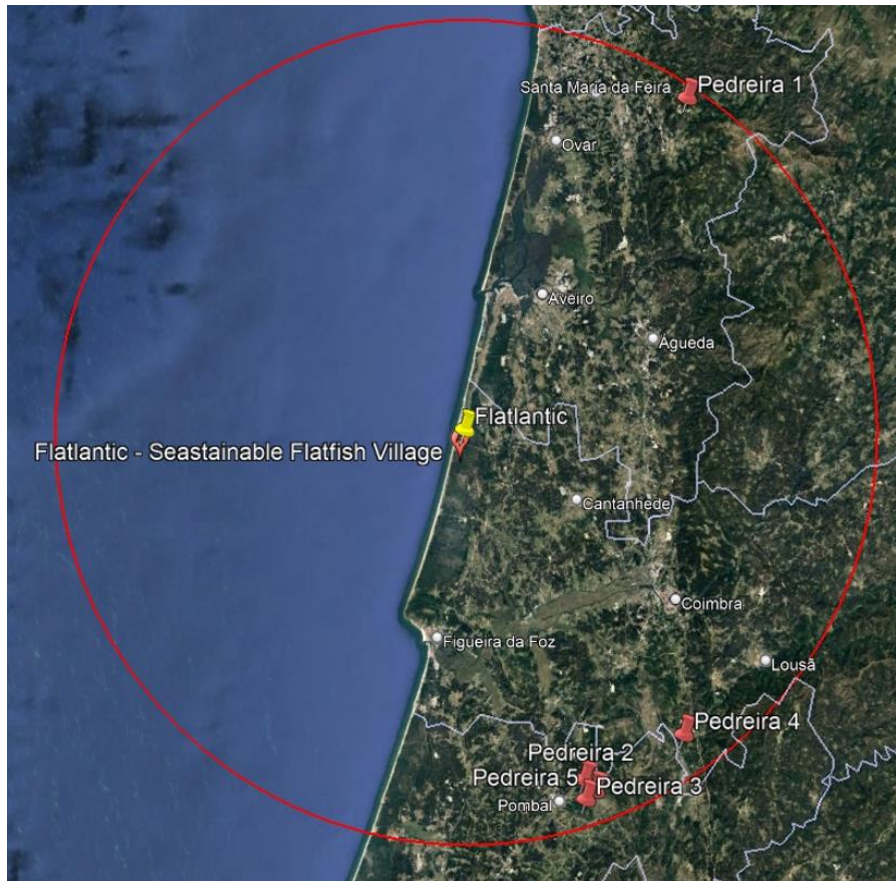 Santa Maria da Feira
Pedreira 1
Ovar
Aveiro
Águeda
Flatlantic
Flatlantic - Seastainable Flatfish Village
Cantanhede
Coimbra
Figueira da Foz
Lousã
Pedreira 4
Pedreira 2
Pedreira 5
Pedreira 3
Pombal